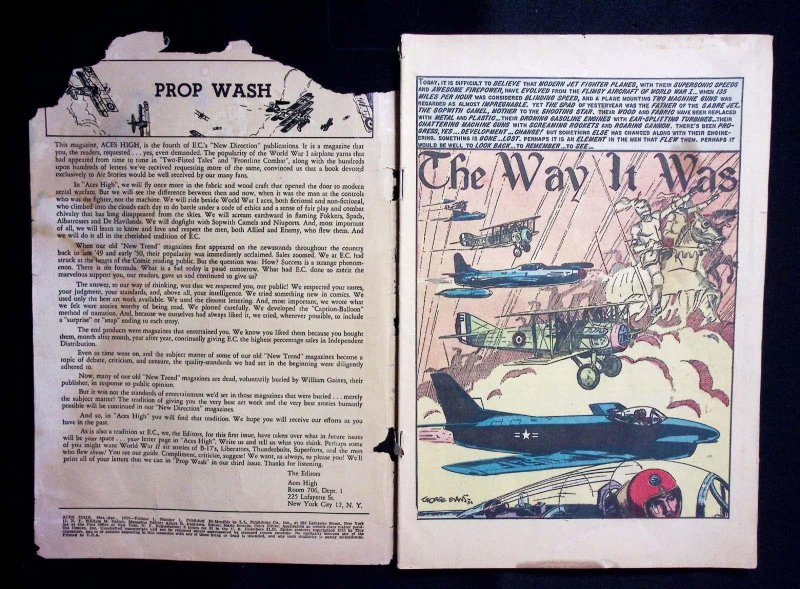 PROP WASH
This magazine, ACES HIGH, is the fourth of E.C.'s "New Direction" publications. It is a magazine that
you, the readers, requested . . . yes, even demanded. The popularity of the World War I airplane yarns that
had appeared from time to time in "Two-Fisted Tales" and "Frontline Combat", along with the hundreds
upon hundreds of letters we've received requesting more of the same, convinced us that a book devoted
exclusively to Air Stories would be well received by our many fans.
In "Aces High", we will fly once more in the fabric and wood craft that opened the door to modern
aerial warfare. But we will see the difference between then and now, when it was the man at the controls
who was the fighter, not the machine. We will ride beside World War I aces, both fictional and non-fictional,
who climbed into the clouds each day to do battle under a code of ethics and a sense of fair play and combat
chivalry that has long disappeared from the skies. We will scream earthward in flaming Fokkers, Spads,
Albatrosses and De Havilands. We will dogfight with Sopwith Camels and Niuports. And, most important
of all, we will learn to know and love and respect the men, both Allied and Enemy, who flew them. And
we will do it all in the cherished tradition of E.C.
When our old "New Trend" magazines first appeared on the newsstands throughout the country
back in late '49 and early '50, their popularity was immediately acclaimed. Sales zoomed. We at E.C. had
struck at the hearts of the Comic reading public. But the question was: How? Success is a strange phenom-
enon. There is no formula. What is a fad today is passé tomorrow. What had E.C. done to merit the
marvelous support you, our readers, gave us and continued to give us?
The answer, to our way of thinking, was that we respected you, our public! We respected your tastes,
your judgment, your standards, and, above all, your intelligence. We tried something new in comics. We
used only the best art work available. We used the cleanest lettering. And, most important, we wrote what
we felt were stories worthy of being read. We plotted carefully. We developed the "Caption-Balloon"
method of narration. And, because we ourselves had always liked it, we tried, wherever possible, to include
a "surprise" or "snap" ending to each story.
The end products were magazines that entertained you. We know you liked them because you bought
them, month after month, year after year, continually giving E.C. the highest percentage sales in Independent
Distribution.
Even as time went on, and the subject matter of some of our old "New Trend" magazines became a
topic of debate, criticism, and censure, the quality-standards we had set in the beginning were diligently
adhered to.
Now, many of our old "New Trend" magazines are dead, voluntarily buried by William Gaines, their
publisher, in response to public opinion.
But it was not the standards of entertainment we'd set in those magazines that were buried . . . merely
the subject matter! The tradition of giving you the very best art work and the very best stories humanly
possible will be continued in our "New Direction" magazines.
And so, in "Aces High" you will find that tradition. We hope you will receive our efforts as you
have in the past.
As is also a tradition at E.C., we, the Editors, for this first issue, have taken over what in future issues
will be your space . . . your letter page in "Aces High". Write us and tell us what you think. Perhaps some
of you might want World War II air stories of B-17's, Liberators, Thunderbolts, Superforts, and the men
who flew them! You are our guide. Compliment, criticize, suggest! We want, as always, to please you! We'll
print all of your letters that we can in "Prop Wash" in our third issue. Thanks for listening.
The Editors
Aces High
Room 706, Dept. 1
225 Lafayette St.
New York City 12, N. Y.
TODAY, IT IS DIFFICULT TO BELIEVE THAT MODERN JET FIGHTER PLANES, WITH THEIR SUPERSONIC SPEEDS
AND AWESOME FIREPOWER, HAVE EVOLVED FROM THE FLIMSY AIRCRAFT OF WORLD WAR I... WHEN 135
MILES PER HOUR WAS CONSIDERED BLINDING SPEED, AND A PLANE MOUNTING TWO MACHINE GUNS WAS
REGARDED AS ALMOST IMPREGNABLE. YET THE SPAD OF YESTERYEAR WAS THE FATHER OF THE SABRE JET...
THE SOPWITH CAMEL, MOTHER TO THE SHOOTING STAR. THEIR WOOD AND FABRIC HAVE BEEN REPLACED
WITH METAL AND PLASTIC... THEIR DRONING GASOLINE ENGINES WITH EAR-SPLITTING TURBINES... THEIR
CHATTERING MACHINE GUNS WITH SCREAMING ROCKETS AND ROARING CANNON. THERE'S BEEN PRO-
GRESS, YES... DEVELOPMENT... CHANGE! BUT SOMETHING ELSE WAS CHANGED ALONG WITH THEIR ENGINE-
ERING. SOMETHING IS GONE... LOST. PERHAPS IT IS AN ELEMENT IN THE MEN THAT FLEW THEM. PERHAPS IT
WOULD BE WELL TO LOOK BACK... TO REMEMBER... TO SEE...
The Way It Was
GEORGE EVANS